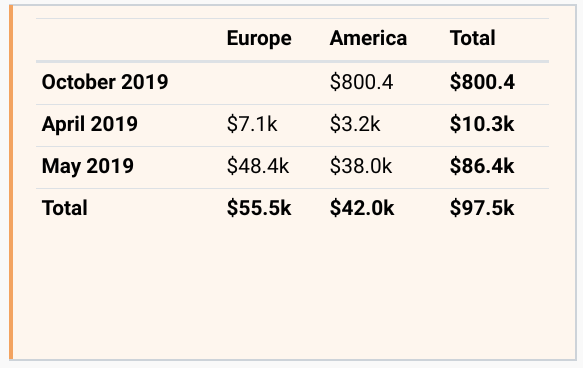 Europe America Total
October 2019 $800.4 $800.4
April 2019 $7.1k $3.2k $10.3k
May 2019 $48.4k $38.0k $86.4k
Total $55.5k $42.0k $97.5k